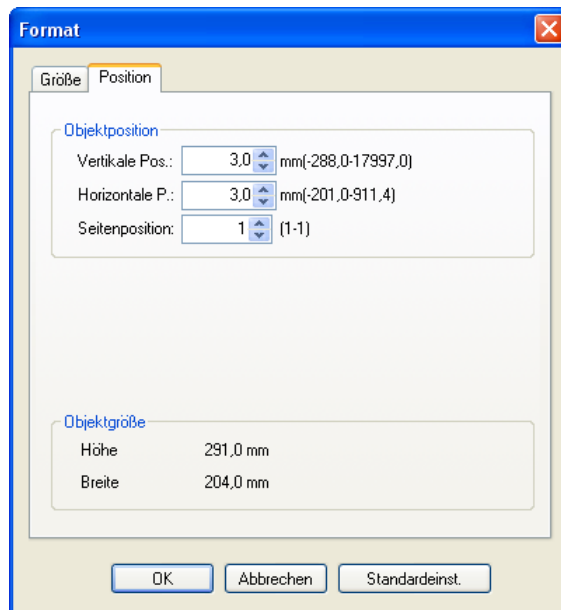 Format
Größe Position
Objektposition
Vertikale Pos.: 3,0 mm(-288,0-17997,0)
Horizontale P.: 3,0 mm(-201,0-911,4)
Seitenposition: 1 (1-1)
Objektgröße
Höhe 291,0 mm
Breite 204,0 mm
OK Abbrechen Standardeinst.